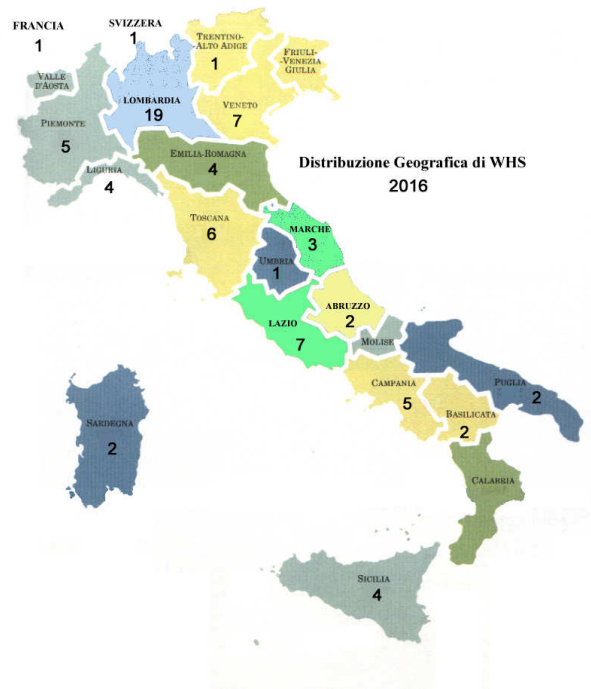 FRANCIA
1
SVIZZERA
1
TRENTINO-
ALTO ADIGE
1
FRIULI-
VENEZIA
GIULIA
VALLE
D'AOSTA
LOMBARDIA
19
VENETO
7
PIEMONTE
5
EMILIA-ROMAGNA
4
LIGURIA
4
Distribuzione Geografica di WHS
2016
TOSCANA
6
MARCHE
3
UMBRIA
1
ABRUZZO
2
LAZIO
7
MOLISE
CAMPANIA
5
PUGLIA
2
BASILICATA
2
SARDEGNA
2
CALABRIA
SICILIA
4